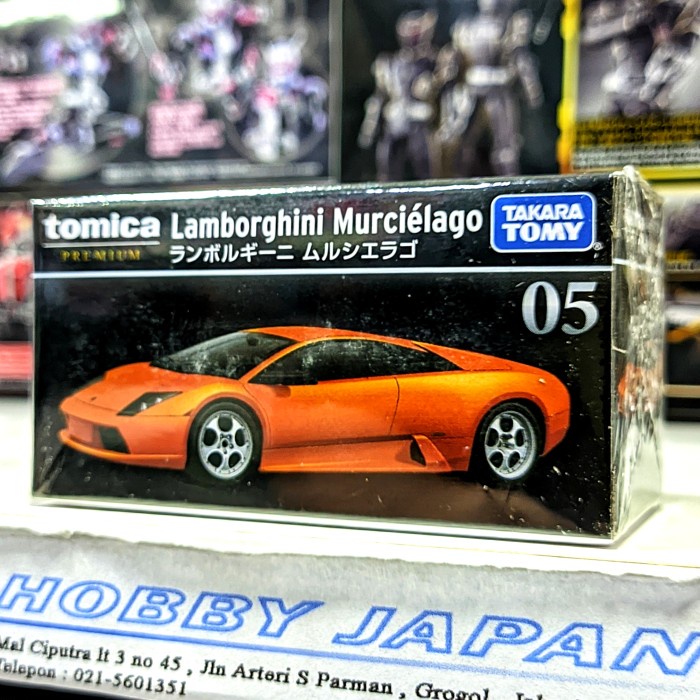 tomica
PREMIUM
Lamborghini Murciélago
ランボルギーニ ムルシエラゴ
TAKARA
TOMY
05
HOBBY JAPAN
Mal Ciputra lt 3 no 45 , Jln Arteri S Parman , Grogol ,
Telepon : 021-5601351